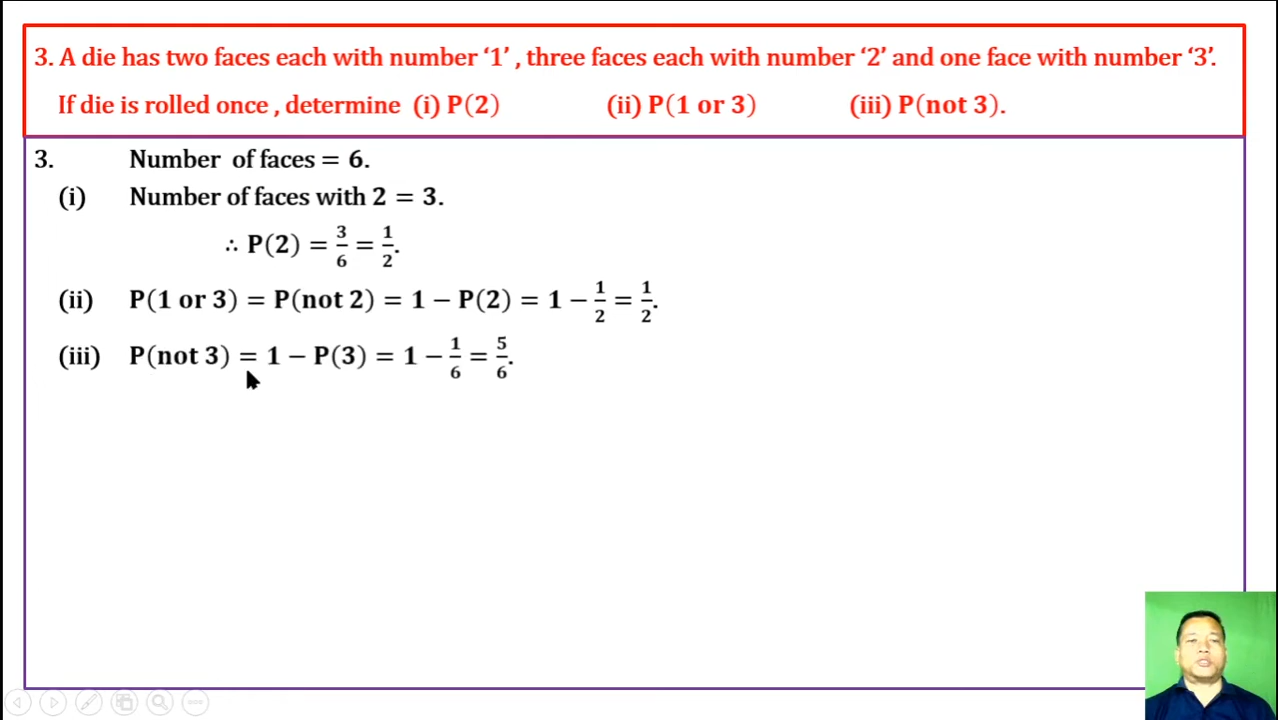 3. A die has two faces each with number ‘1’ , three faces each with number ‘2’ and one face with number ‘3’.
If die is rolled once , determine (i) P(2) (ii) P(1 or 3) (iii) P(not 3).
3. Number of faces = 6.
(i) Number of faces with 2 = 3.
∴ P(2) = 3/6 = 1/2.
(ii) P(1 or 3) = P(not 2) = 1 − P(2) = 1 − 1/2 = 1/2.
(iii) P(not 3) = 1 − P(3) = 1 − 1/6 = 5/6.